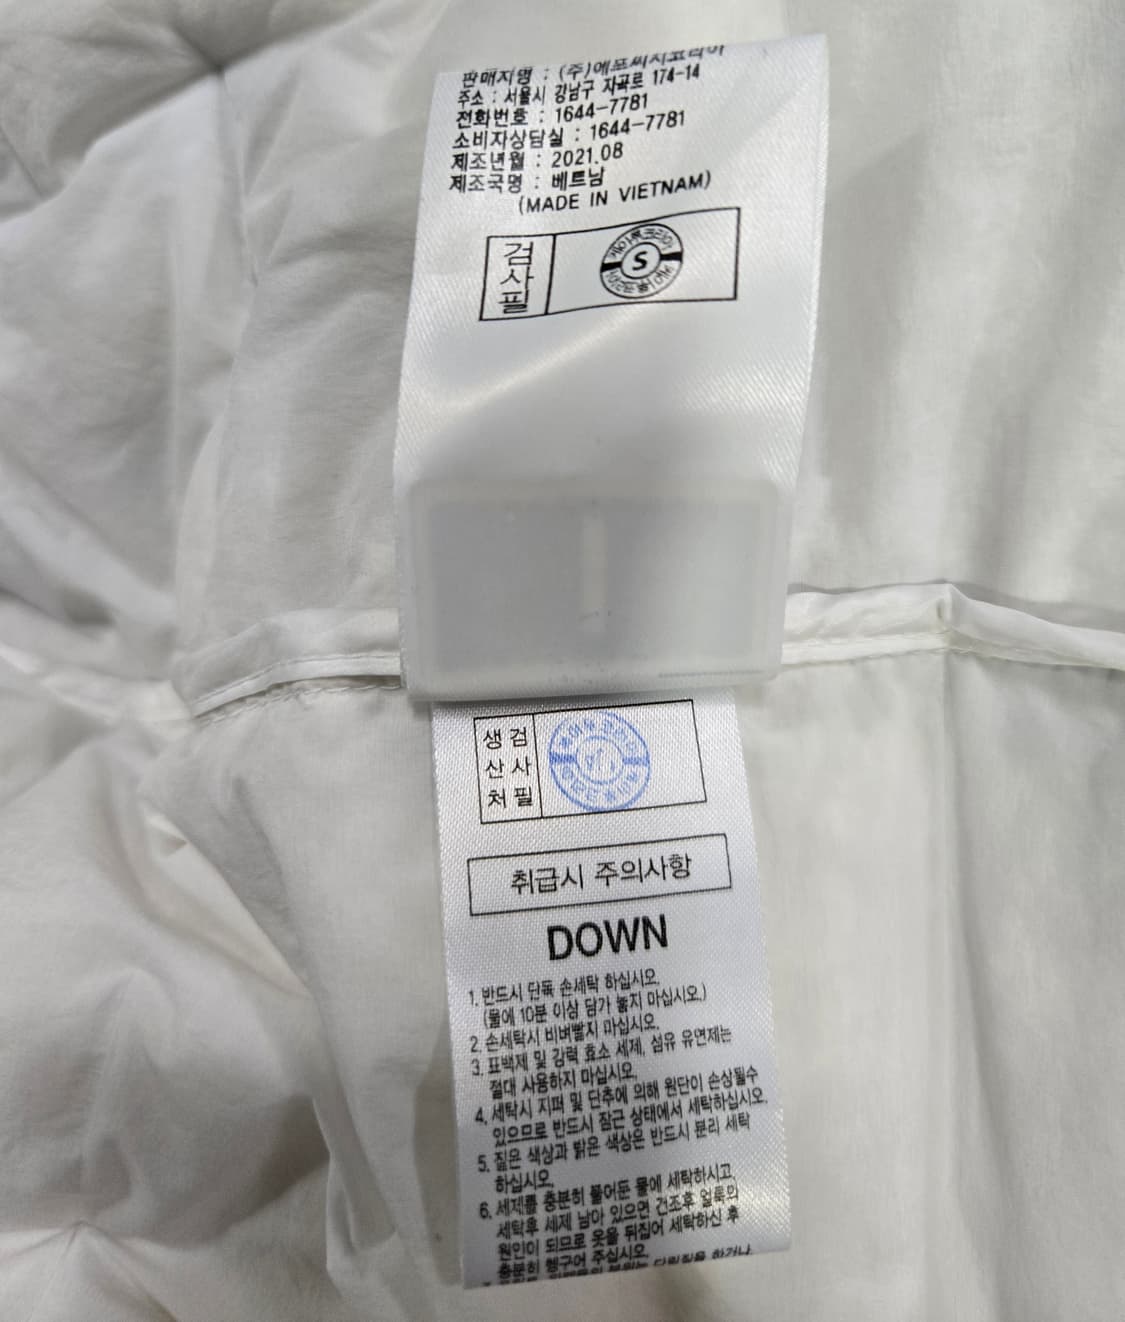 판매자명 : (주)에프씨지코리아
주소 : 서울시 강남구 자곡로 174-14
전화번호 : 1644-7781
소비자상담실 : 1644-7781
제조년월 : 2021.08
제조국명 : 베트남
(MADE IN VIETNAM)
검사필
S
생산처 검사필
취급시 주의사항
DOWN
1. 반드시 단독 손세탁 하십시오.
(물에 10분 이상 담가 놓지 마십시오.)
2. 손세탁시 비벼빨지 마십시오.
3. 표백제 및 강력 효소 세제, 섬유 유연제는
절대 사용하지 마십시오.
4. 세탁시 지퍼 및 단추에 의해 원단이 손상될수
있으므로 반드시 잠근 상태에서 세탁하십시오.
5. 짙은 색상과 밝은 색상은 반드시 분리 세탁
하십시오.
6. 세제를 충분히 풀어둔 물에 세탁하시고,
세탁후 세제 남아 있으면 건조후 얼룩의
원인이 되므로 옷을 뒤집어 세탁하신 후
충분히 헹구어 주십시오.